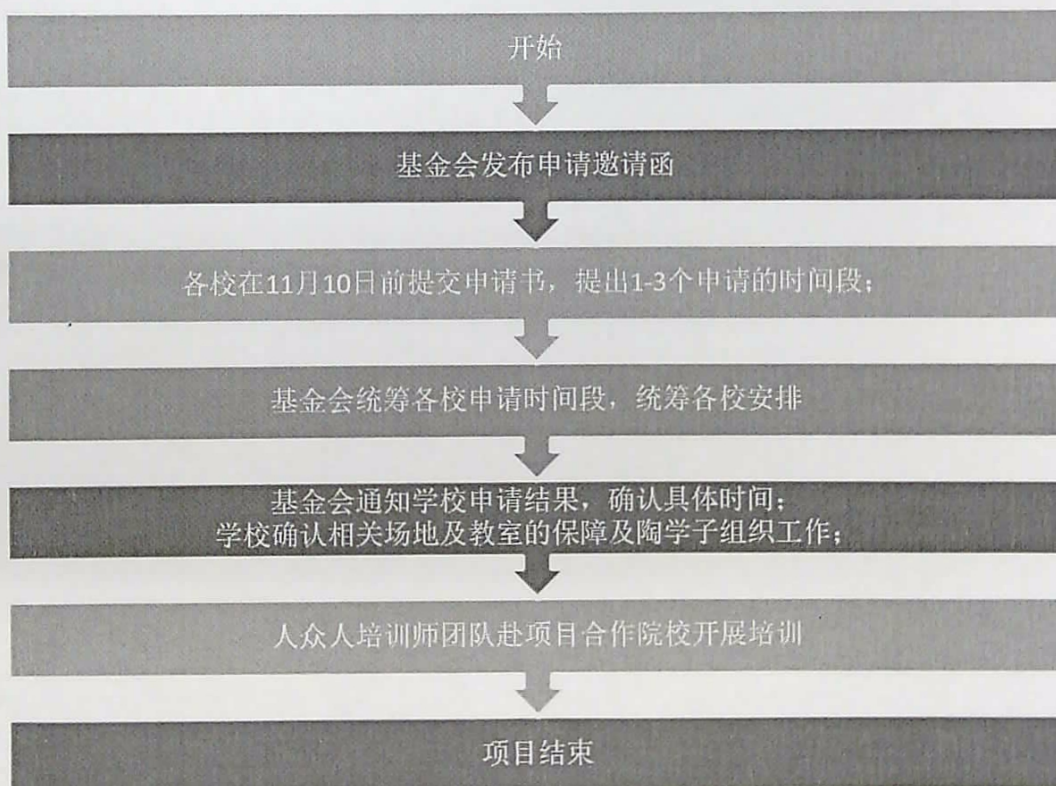 开始
基金会发布申请邀请函
各校在11月10日前提交申请书，提出1-3个申请的时间段；
基金会统筹各校申请时间段，统筹各校安排
基金会通知学校申请结果，确认具体时间；
学校确认相关场地及教室的保障及陶学子组织工作；
人众人培训师团队赴项目合作院校开展培训
项目结束